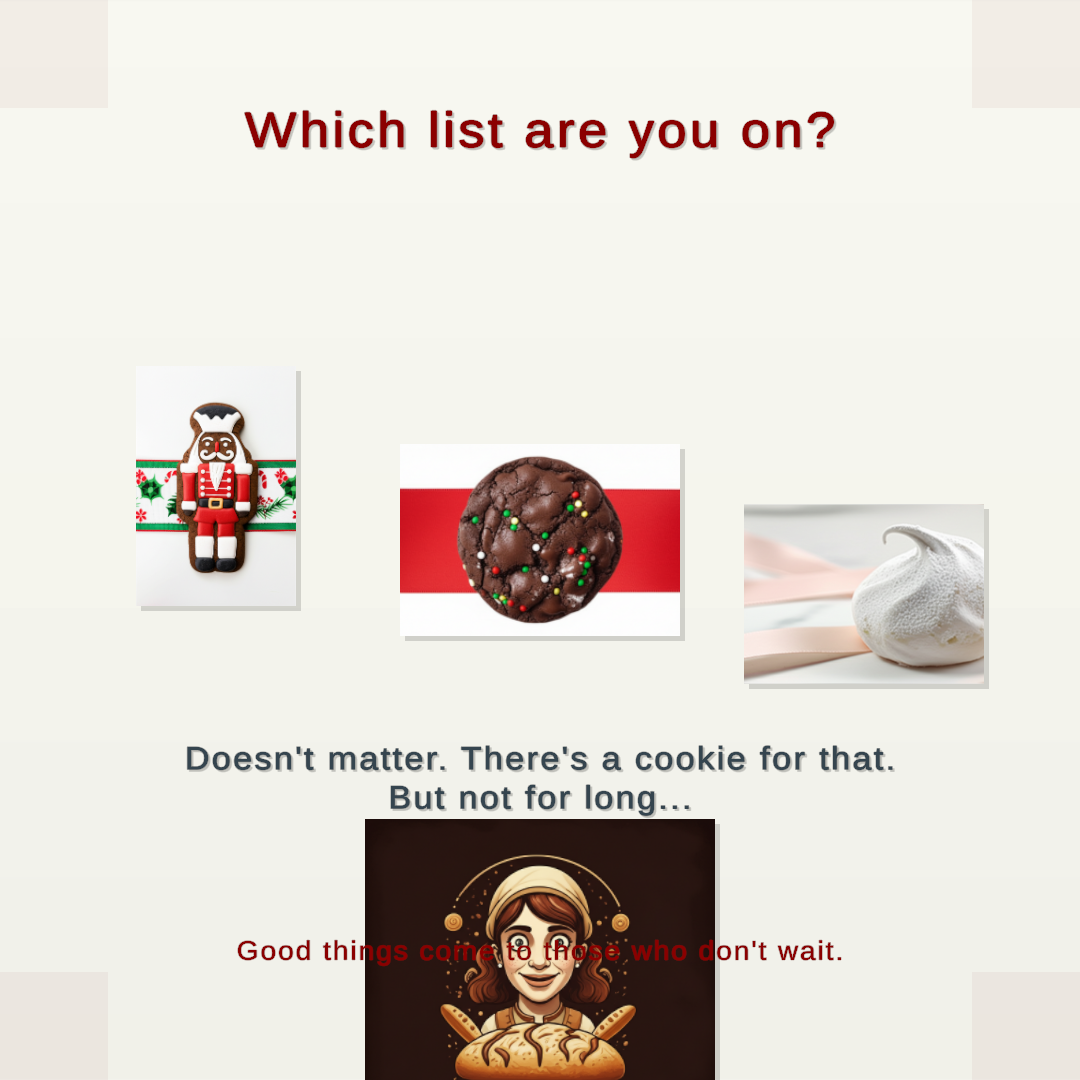 Which list are you on?
Doesn't matter. There's a cookie for that.
But not for long...
Good things come to those who don't wait.